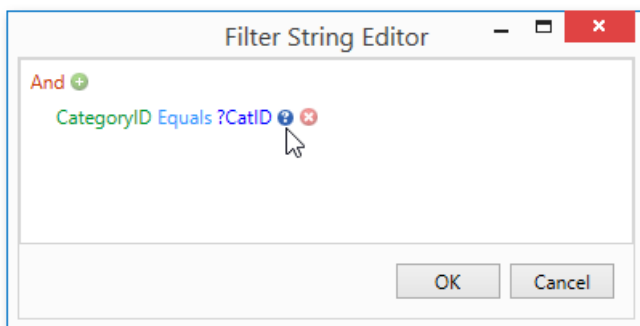 Filter String Editor
And
CategoryID Equals ?CatID
OK
Cancel